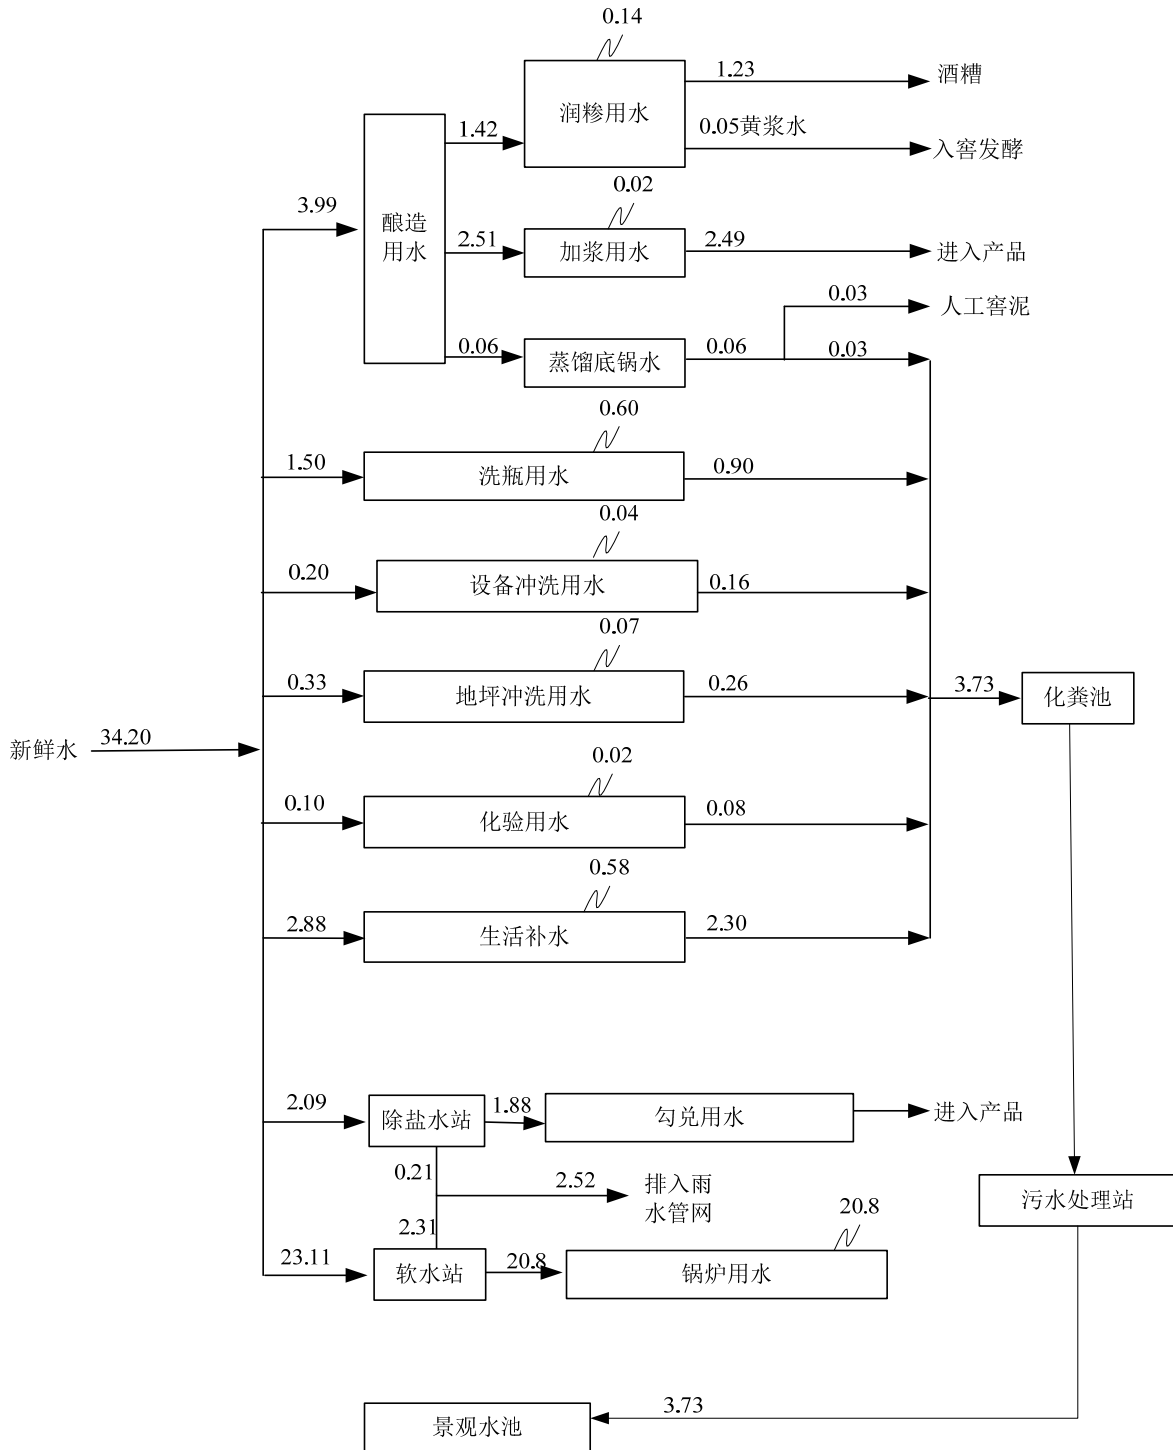 0.14
1.23
酒糟
润糁用水
1.42
0.05黄浆水
入窖发酵
0.02
3.99
酿造
用水
2.51
加浆用水
2.49
进入产品
0.03
人工窖泥
0.06
蒸馏底锅水
0.06
0.03
0.60
1.50
洗瓶用水
0.90
0.04
0.20
设备冲洗用水
0.16
0.07
0.33
地坪冲洗用水
0.26
3.73
化粪池
新鲜水
34.20
0.02
0.10
化验用水
0.08
0.58
2.88
生活补水
2.30
2.09
除盐水站
1.88
勾兑用水
进入产品
0.21
2.52
排入雨
水管网
污水处理站
2.31
20.8
23.11
软水站
20.8
锅炉用水
3.73
景观水池